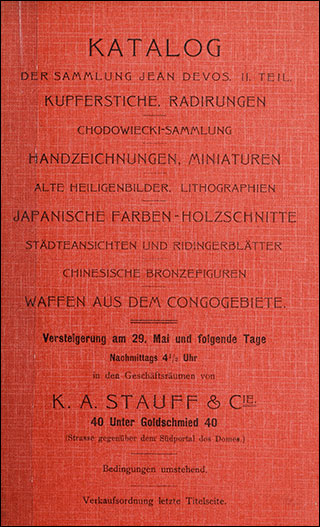 KATALOG
DER SAMMLUNG JEAN DEVOS. II. TEIL.
KUPFERSTICHE, RADIRUNGEN
CHODOWIECKI-SAMMLUNG
HANDZEICHNUNGEN, MINIATUREN
ALTE HEILIGENBILDER, LITHOGRAPHIEN
JAPANISCHE FARBEN-HOLZSCHNITTE
STÄDTEANSICHTEN UND RIDINGERBLÄTTER
CHINESISCHE BRONZEFIGUREN
WAFFEN AUS DEM CONGOGEBIETE.
Versteigerung am 29. Mai und folgende Tage
Nachmittags 4½ Uhr
in den Geschäftsräumen von
K. A. STAUFF & CIE.
40 Unter Goldschmied 40
(Strasse gegenüber dem Südportal des Domes.)
Bedingungen umstehend.
Verkaufsordnung letzte Titelseite.